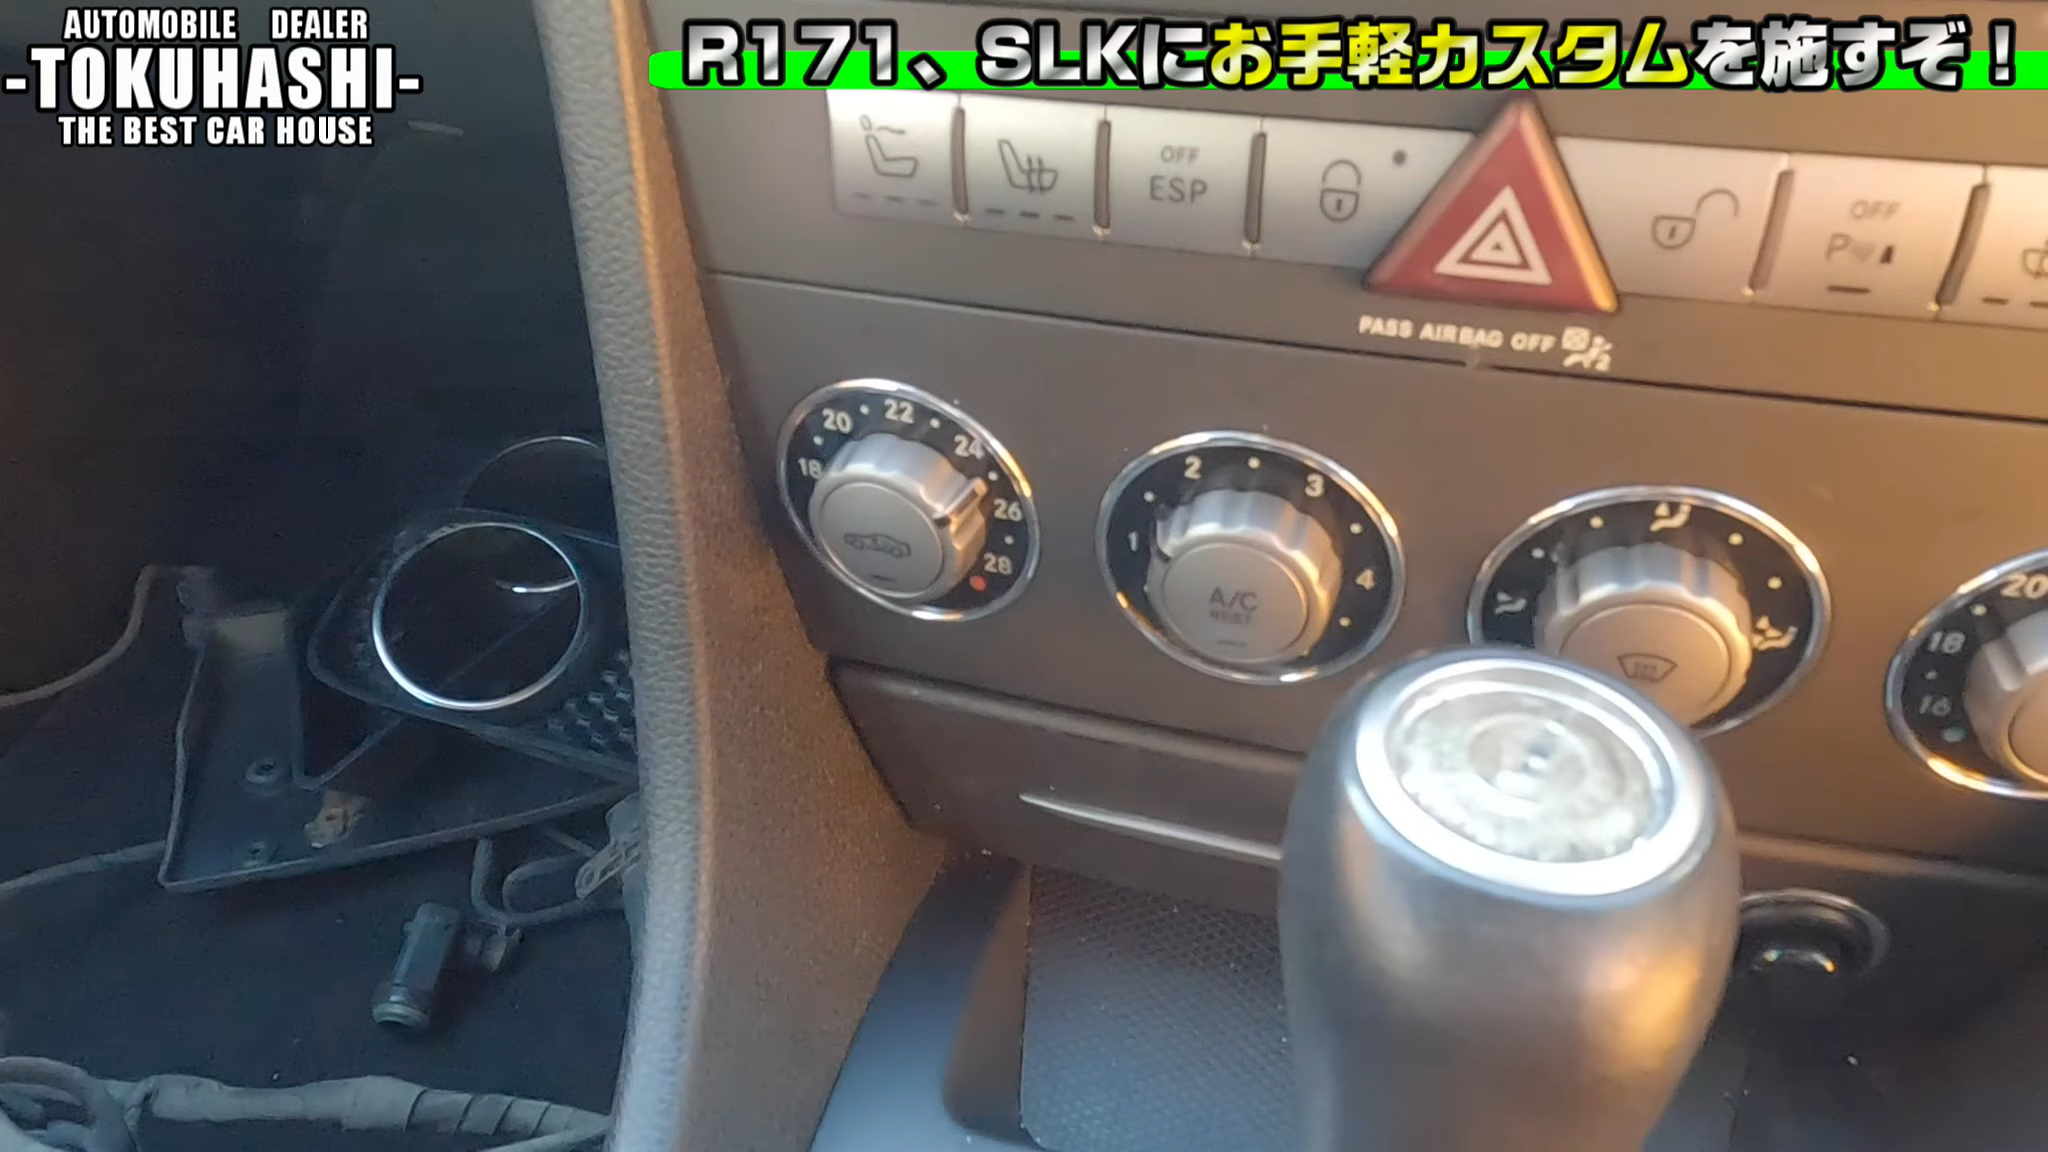 AUTOMOBILE DEALER
-TOKUHASHI-
THE BEST CAR HOUSE
R171、SLKにお手軽カスタムを施すぞ！
OFF
ESP
OFF
P
PASS AIRBAG OFF
18 20 22 24 26 28
1 2 3 4
A/C
REST
20
18
16